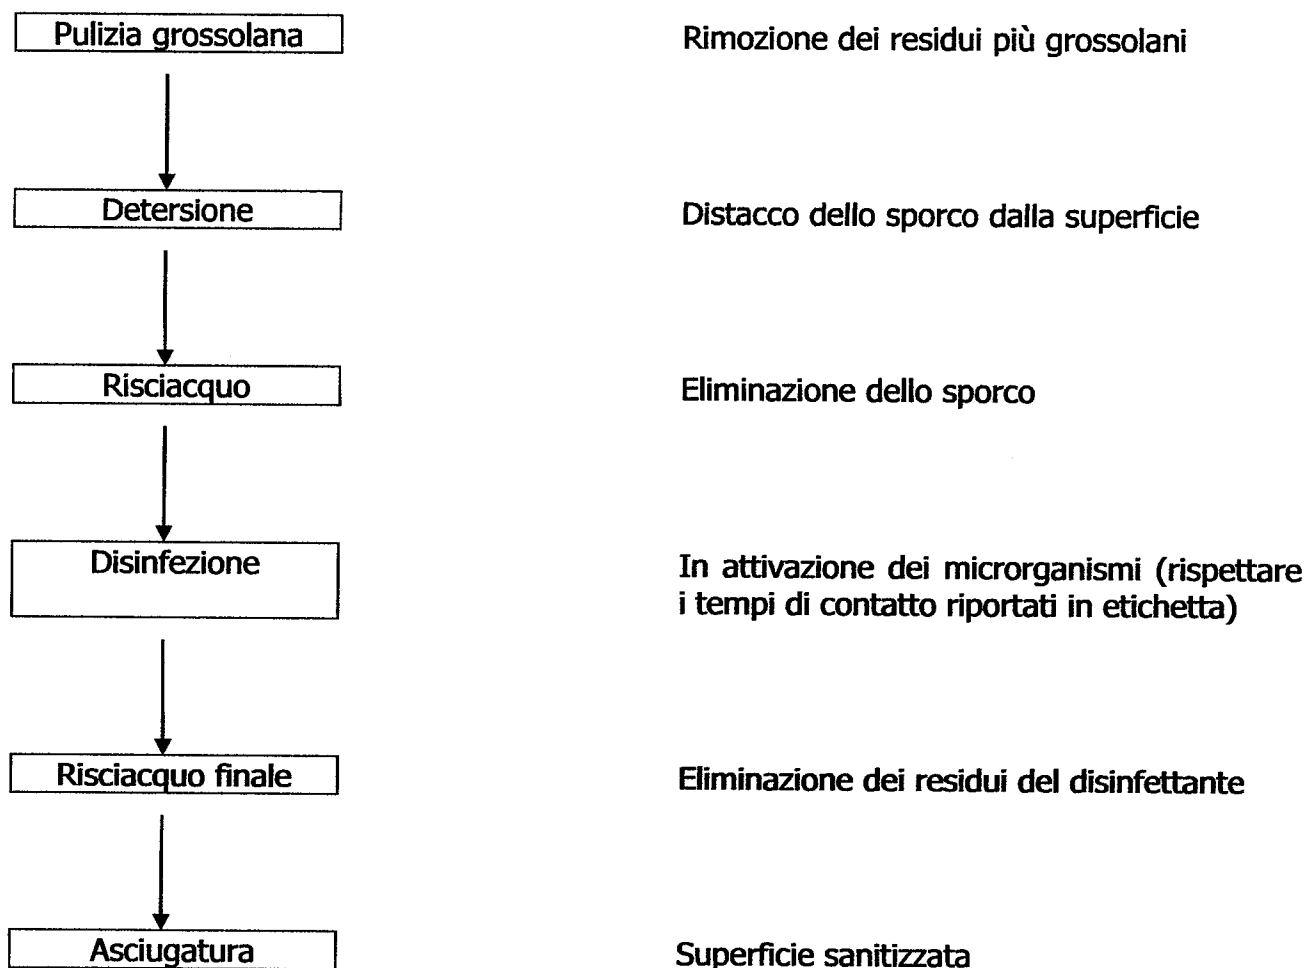 Pulizia grossolana
Rimozione dei residui più grossolani
Detersione
Distacco dello sporco dalla superficie
Risciacquo
Eliminazione dello sporco
Disinfezione
In attivazione dei microrganismi (rispettare
i tempi di contatto riportati in etichetta)
Risciacquo finale
Eliminazione dei residui del disinfettante
Asciugatura
Superficie sanitizzata